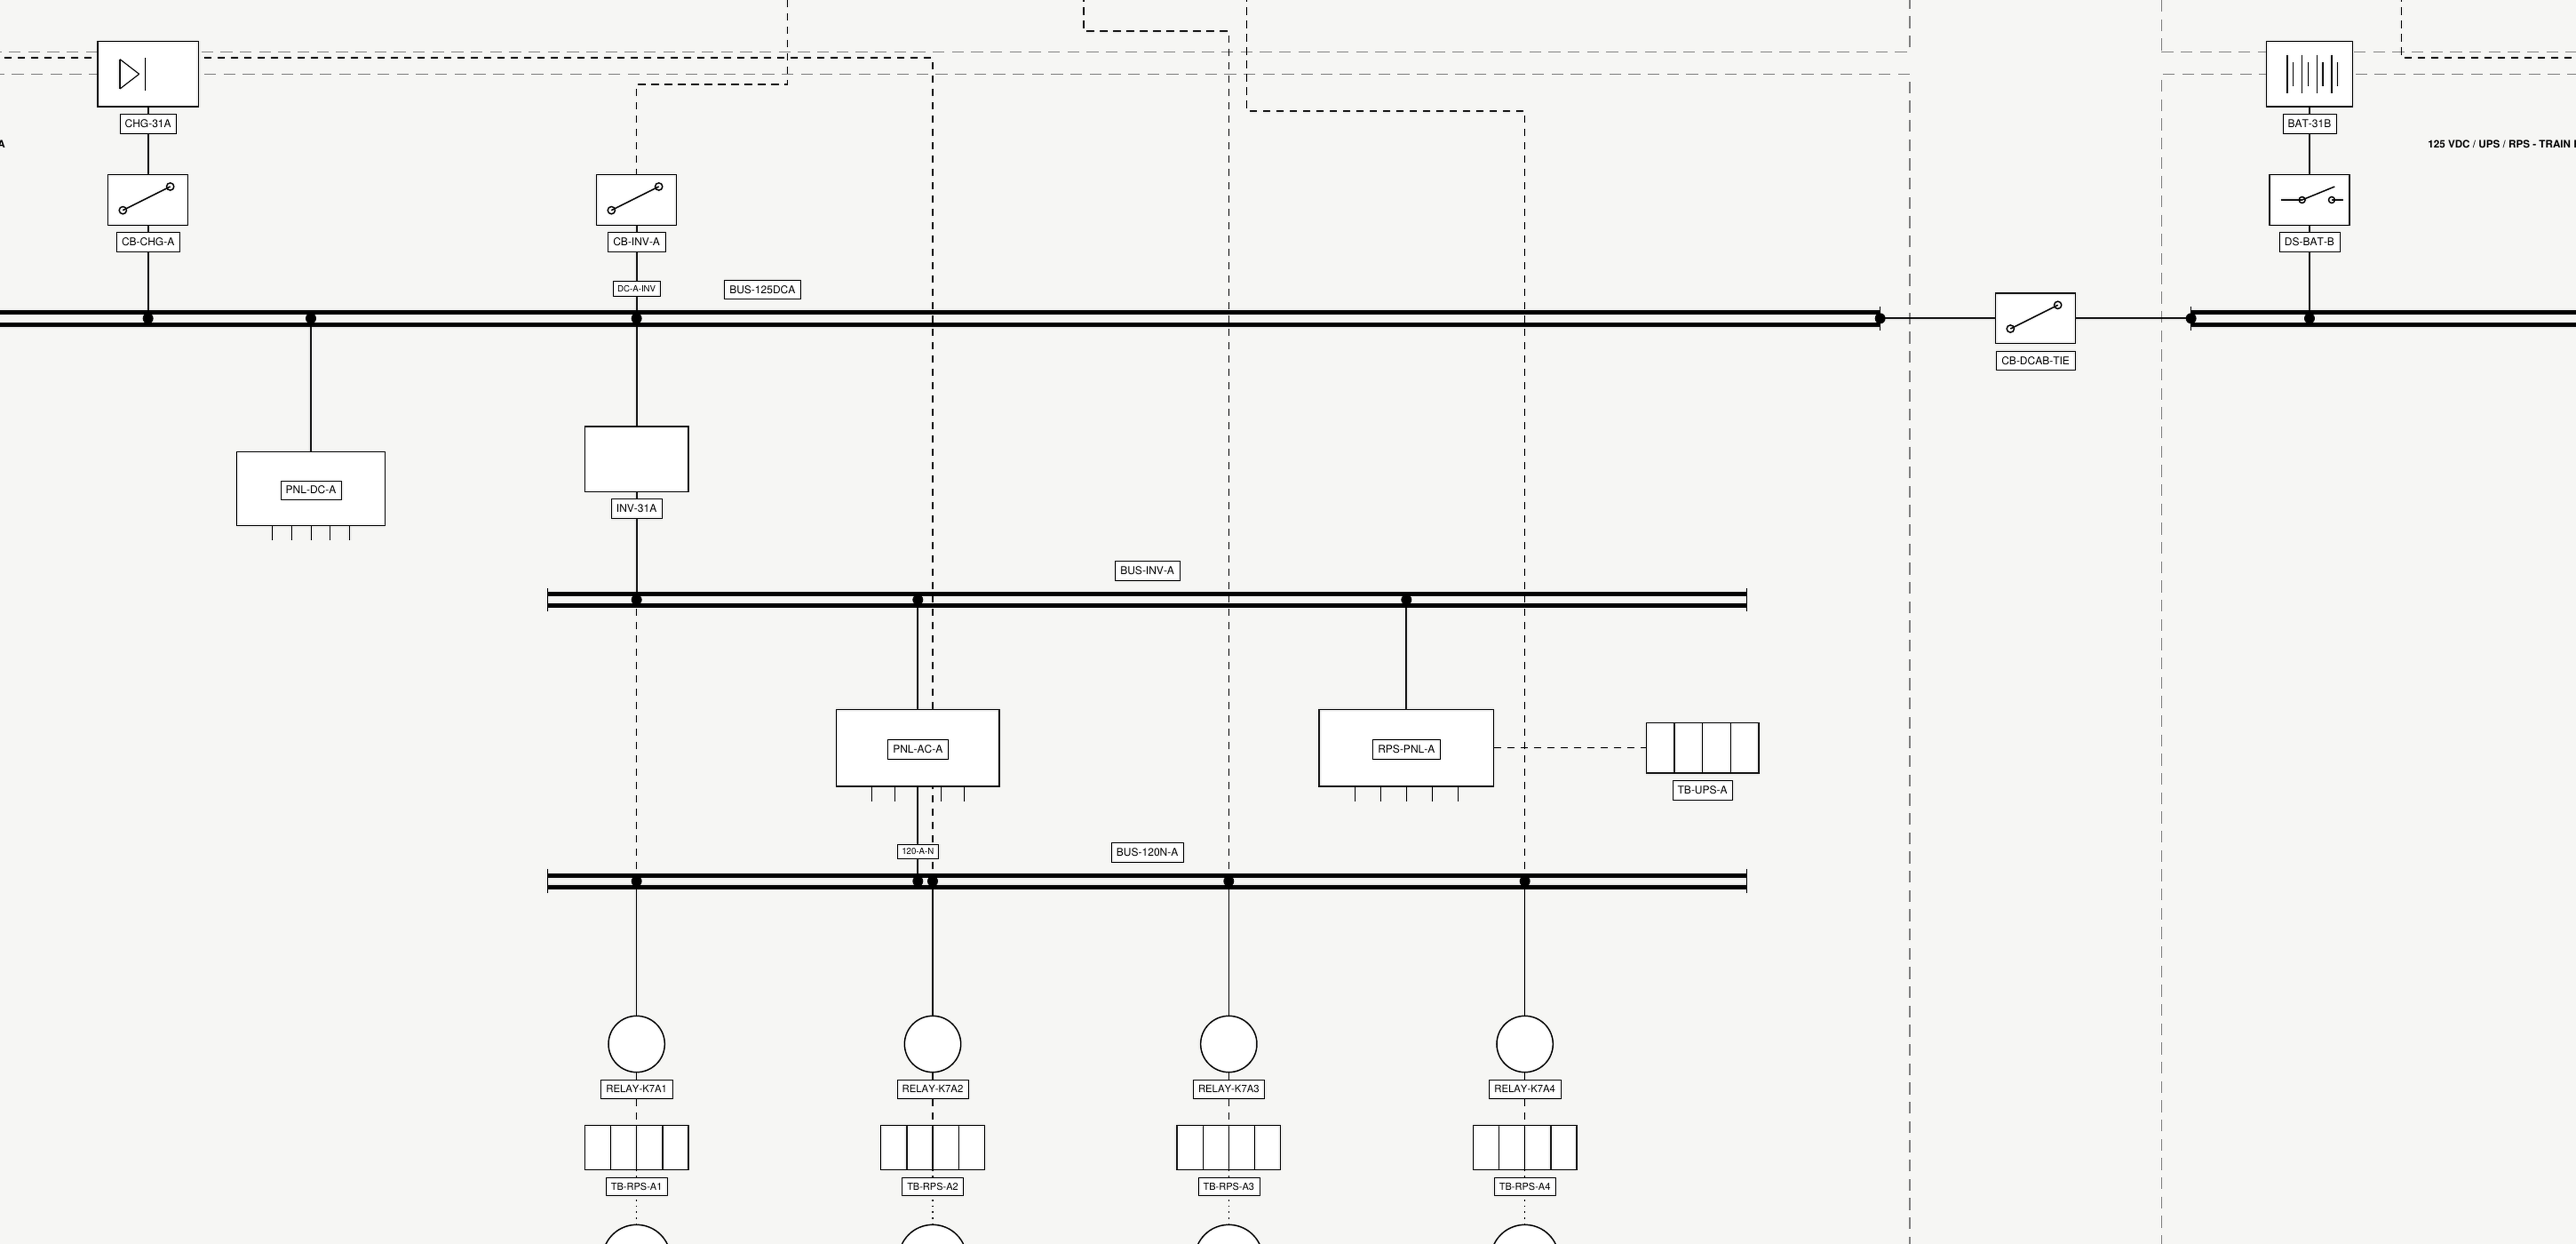 CHG-31A
BAT-31B
A
125 VDC / UPS / RPS - TRAIN
CB-CHG-A
CB-INV-A
DS-BAT-B
DC-A-INV
BUS-125DCA
CB-DCAB-TIE
PNL-DC-A
INV-31A
BUS-INV-A
PNL-AC-A
RPS-PNL-A
TB-UPS-A
120-A-N
BUS-120N-A
RELAY-K7A1
RELAY-K7A2
RELAY-K7A3
RELAY-K7A4
TB-RPS-A1
TB-RPS-A2
TB-RPS-A3
TB-RPS-A4